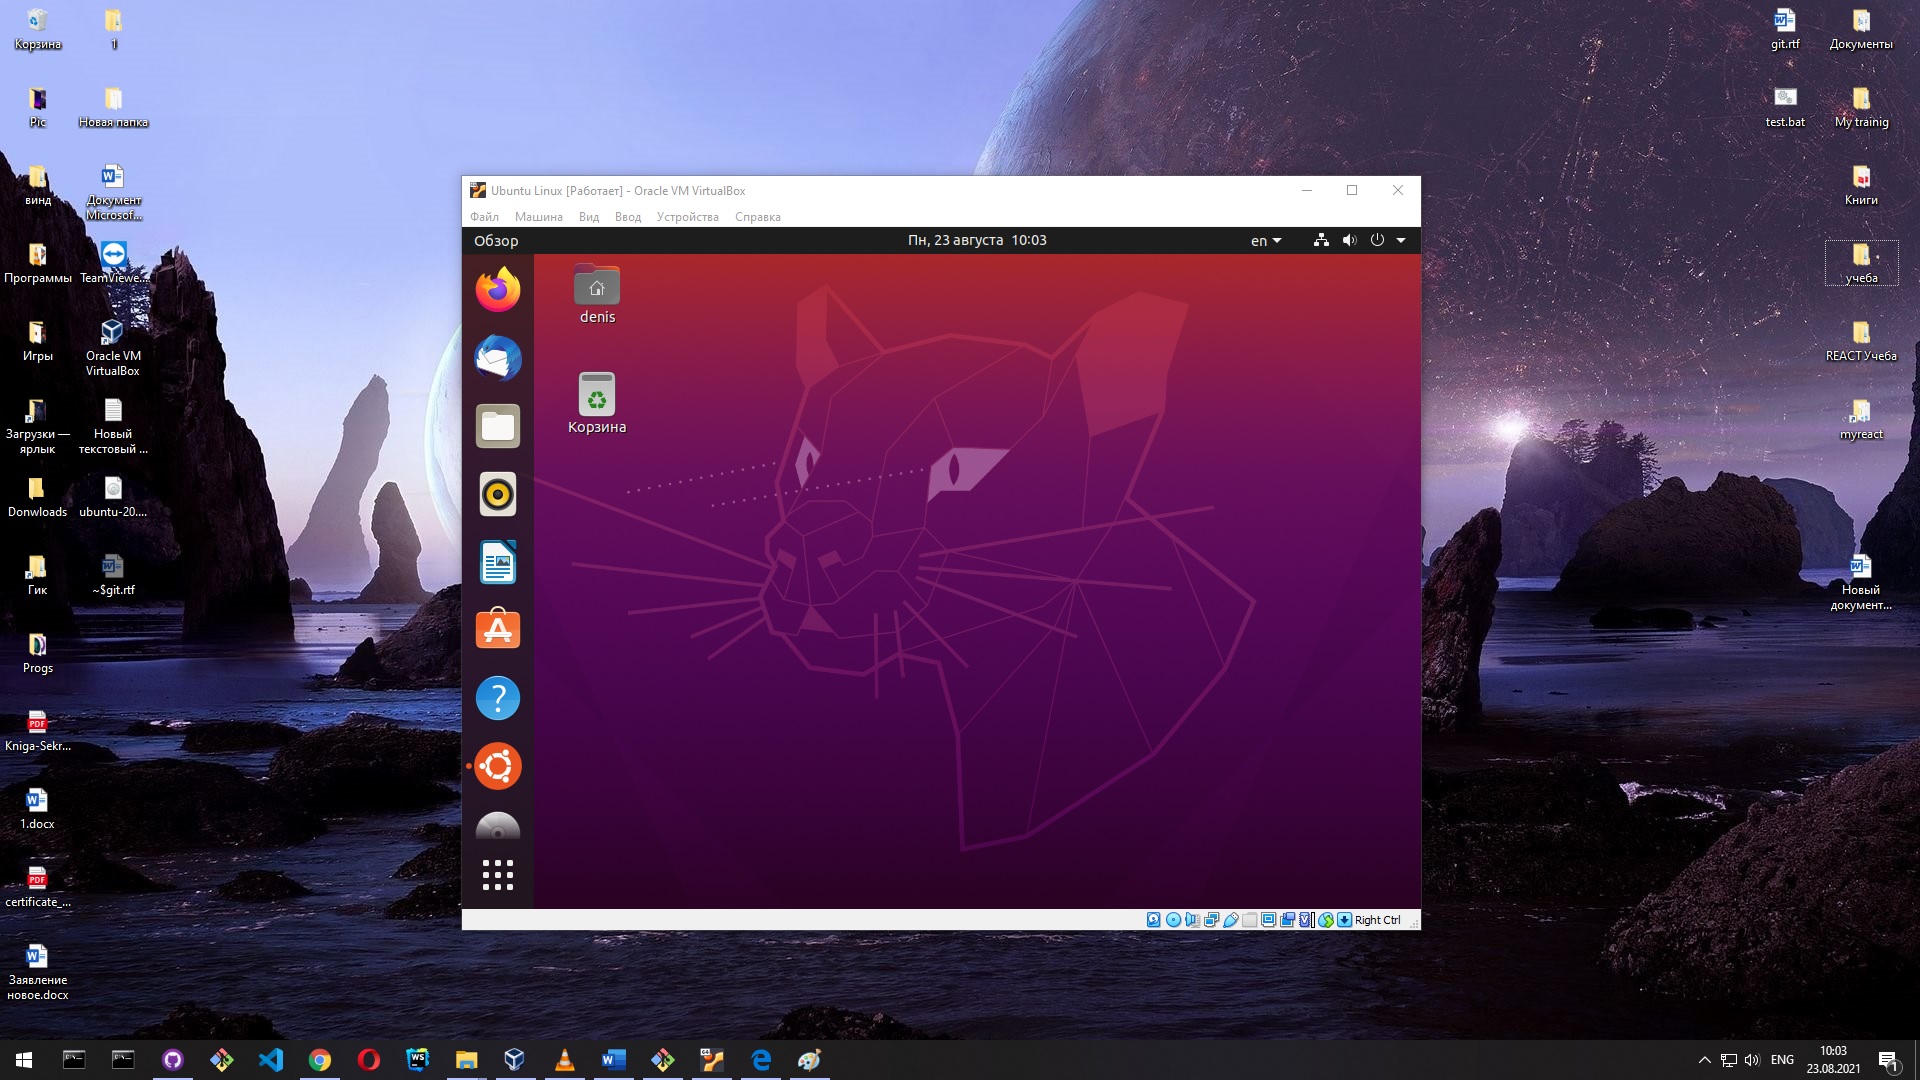 Корзина
1
Pic
Новая папка
винд
Документ
Microsof...
Программы
TeamViewe...
Игры
Oracle VM
VirtualBox
Загрузки —
ярлык
Новый
текстовый ...
Donwloads
ubuntu-20....
Гик
~$git.rtf
Progs
PDF
Kniga-Sekr...
1.docx
PDF
certificate_...
Заявление
новое.docx
Ubuntu Linux [Работает] - Oracle VM VirtualBox
Файл Машина Вид Ввод Устройства Справка
Обзор
Пн, 23 августа 10:03
en
denis
Корзина
Right Ctrl
git.rtf
Документы
test.bat
My trainig
Книги
учеба
REACT Учеба
myreact
Новый
документ...
WS
ENG
10:03
23.08.2021
1